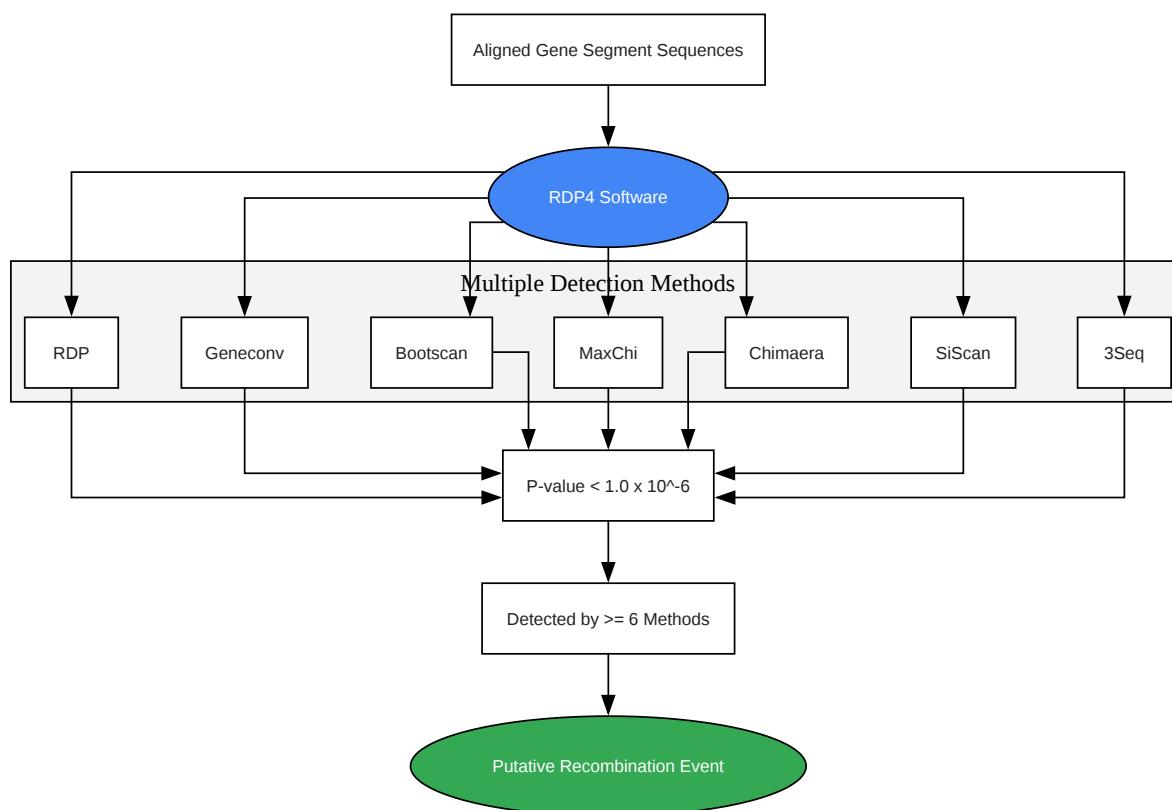 Aligned Gene Segment Sequences
RDP4 Software
Multiple Detection Methods
RDP
Geneconv
Bootscan
MaxChi
Chimaera
SiScan
3Seq
P-value < 1.0 x 10^-6
Detected by >= 6 Methods
Putative Recombination Event